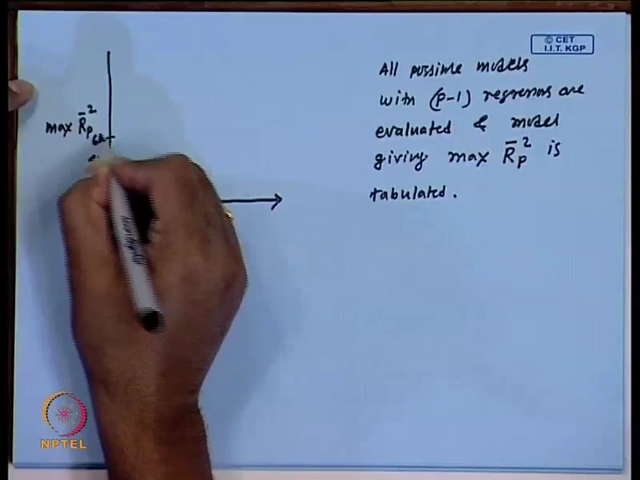 © CET
I.I.T. KGP
All possible models
with (p-1) regressors are
evaluated & model
giving max R̄p² is
tabulated.
max R̄p²
NPTEL